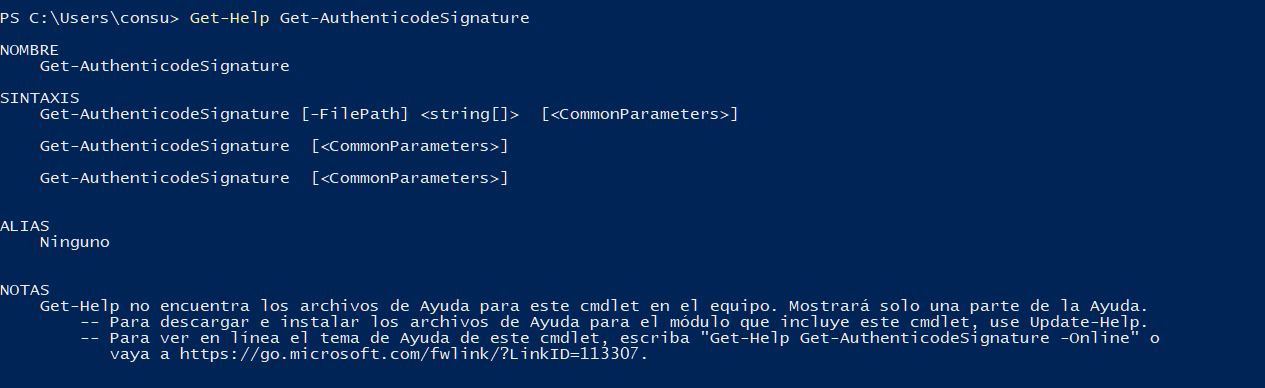 PS C:\Users\consu> Get-Help Get-AuthenticodeSignature
NOMBRE
Get-AuthenticodeSignature
SINTAXIS
Get-AuthenticodeSignature [-FilePath] <string[]>  [<CommonParameters>]
Get-AuthenticodeSignature  [<CommonParameters>]
Get-AuthenticodeSignature  [<CommonParameters>]
ALIAS
Ninguno
NOTAS
Get-Help no encuentra los archivos de Ayuda para este cmdlet en el equipo. Mostrará solo una parte de la Ayuda.
-- Para descargar e instalar los archivos de Ayuda para el módulo que incluye este cmdlet, use Update-Help.
-- Para ver en línea el tema de Ayuda de este cmdlet, escriba "Get-Help Get-AuthenticodeSignature -Online" o
vaya a https://go.microsoft.com/fwlink/?LinkID=113307.